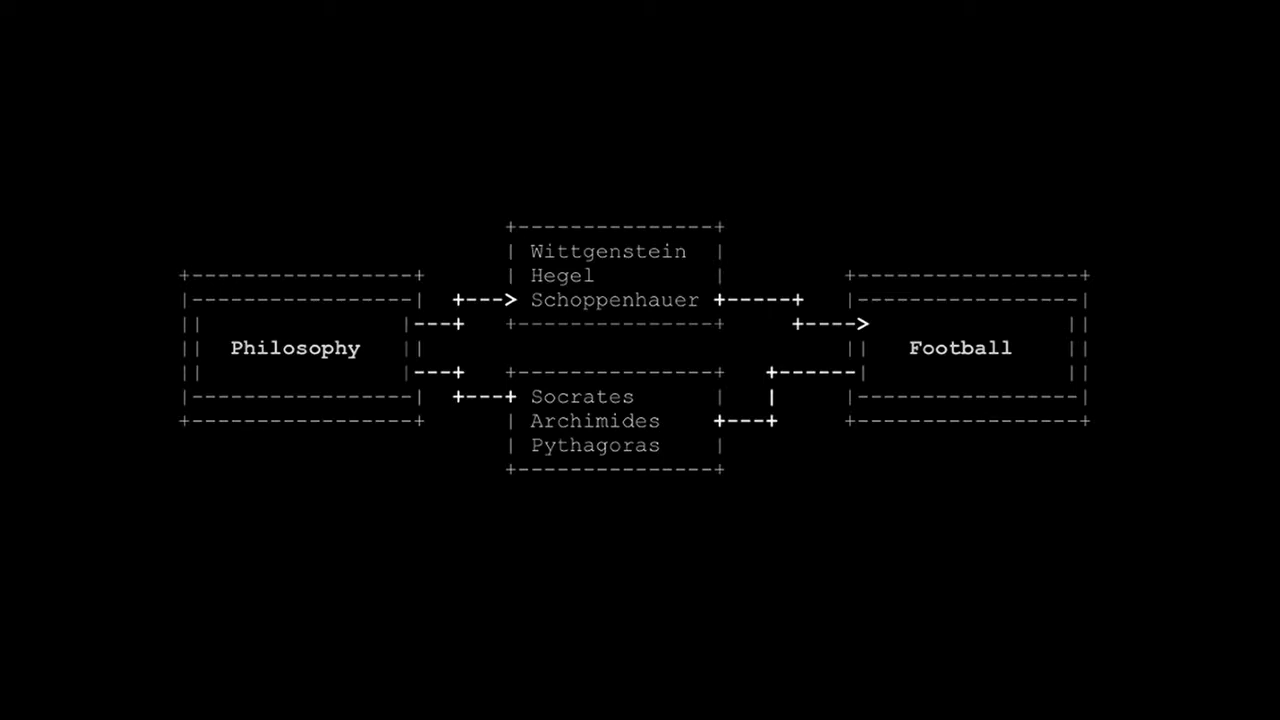 Wittgenstein
Hegel
Schoppenhauer
Philosophy
Football
Socrates
Archimides
Pythagoras